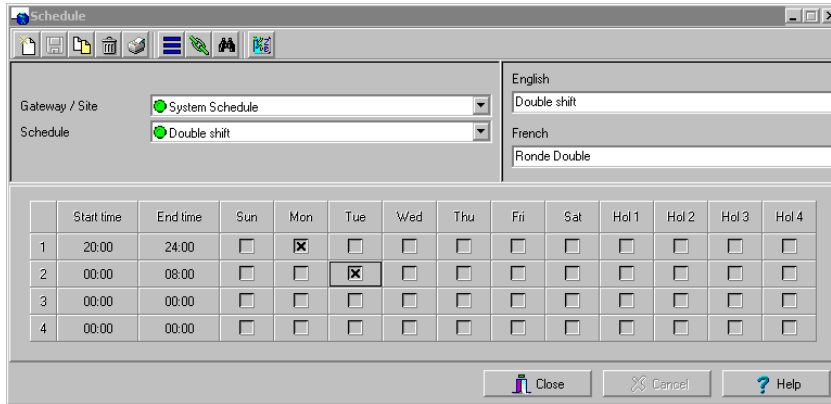 Schedule
English
Gateway / Site System Schedule Double shift
Schedule Double shift French
Ronde Double
Start time End time Sun Mon Tue Wed Thu Fri Sat Hol 1 Hol 2 Hol 3 Hol 4
1 20:00 24:00
2 00:00 08:00
3 00:00 00:00
4 00:00 00:00
Close Cancel Help